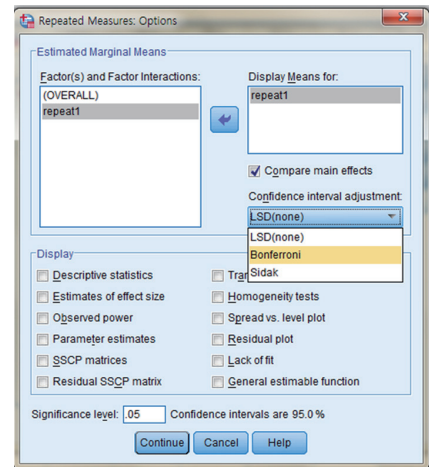 Repeated Measures: Options
Estimated Marginal Means
Factor(s) and Factor Interactions:
(OVERALL)
repeat1
Display Means for:
repeat1
Compare main effects
Confidence interval adjustment:
LSD(none)
LSD(none)
Bonferroni
Sidak
Display
Descriptive statistics
Estimates of effect size
Observed power
Parameter estimates
SSCP matrices
Residual SSCP matrix
Homogeneity tests
Spread vs. level plot
Residual plot
Lack of fit
General estimable function
Significance level: .05 Confidence intervals are 95.0 %
Continue Cancel Help